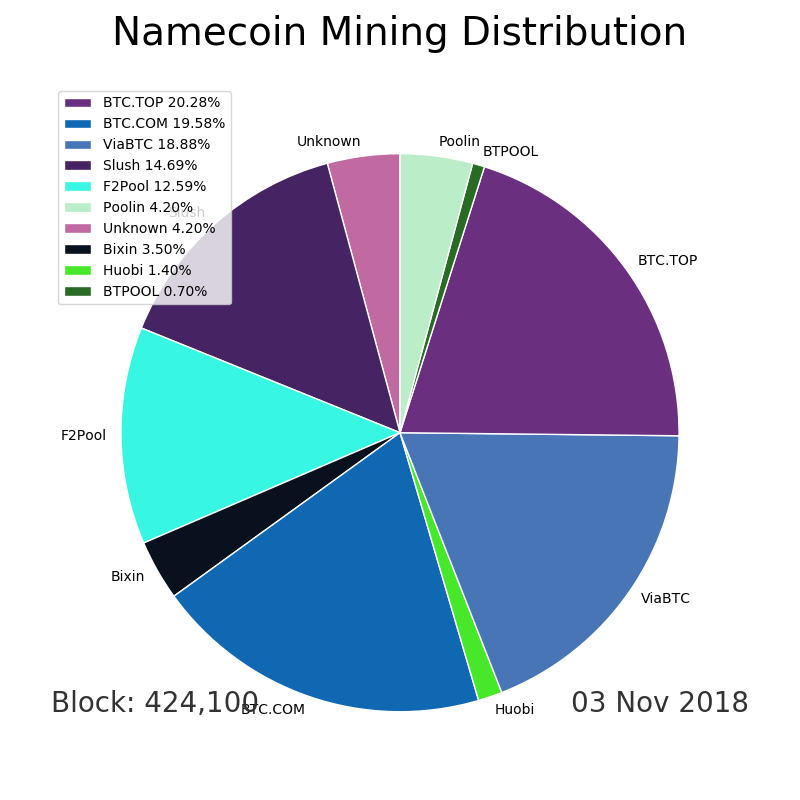 Namecoin Mining Distribution
BTC.TOP 20.28%
BTC.COM 19.58%
ViaBTC 18.88%
Slush 14.69%
F2Pool 12.59%
Poolin 4.20%
Unknown 4.20%
Bixin 3.50%
Huobi 1.40%
BTPOOL 0.70%
Unknown
Poolin
BTPOOL
Slush
BTC.TOP
F2Pool
Bixin
ViaBTC
Block: 424,100
BTC.COM
Huobi
03 Nov 2018